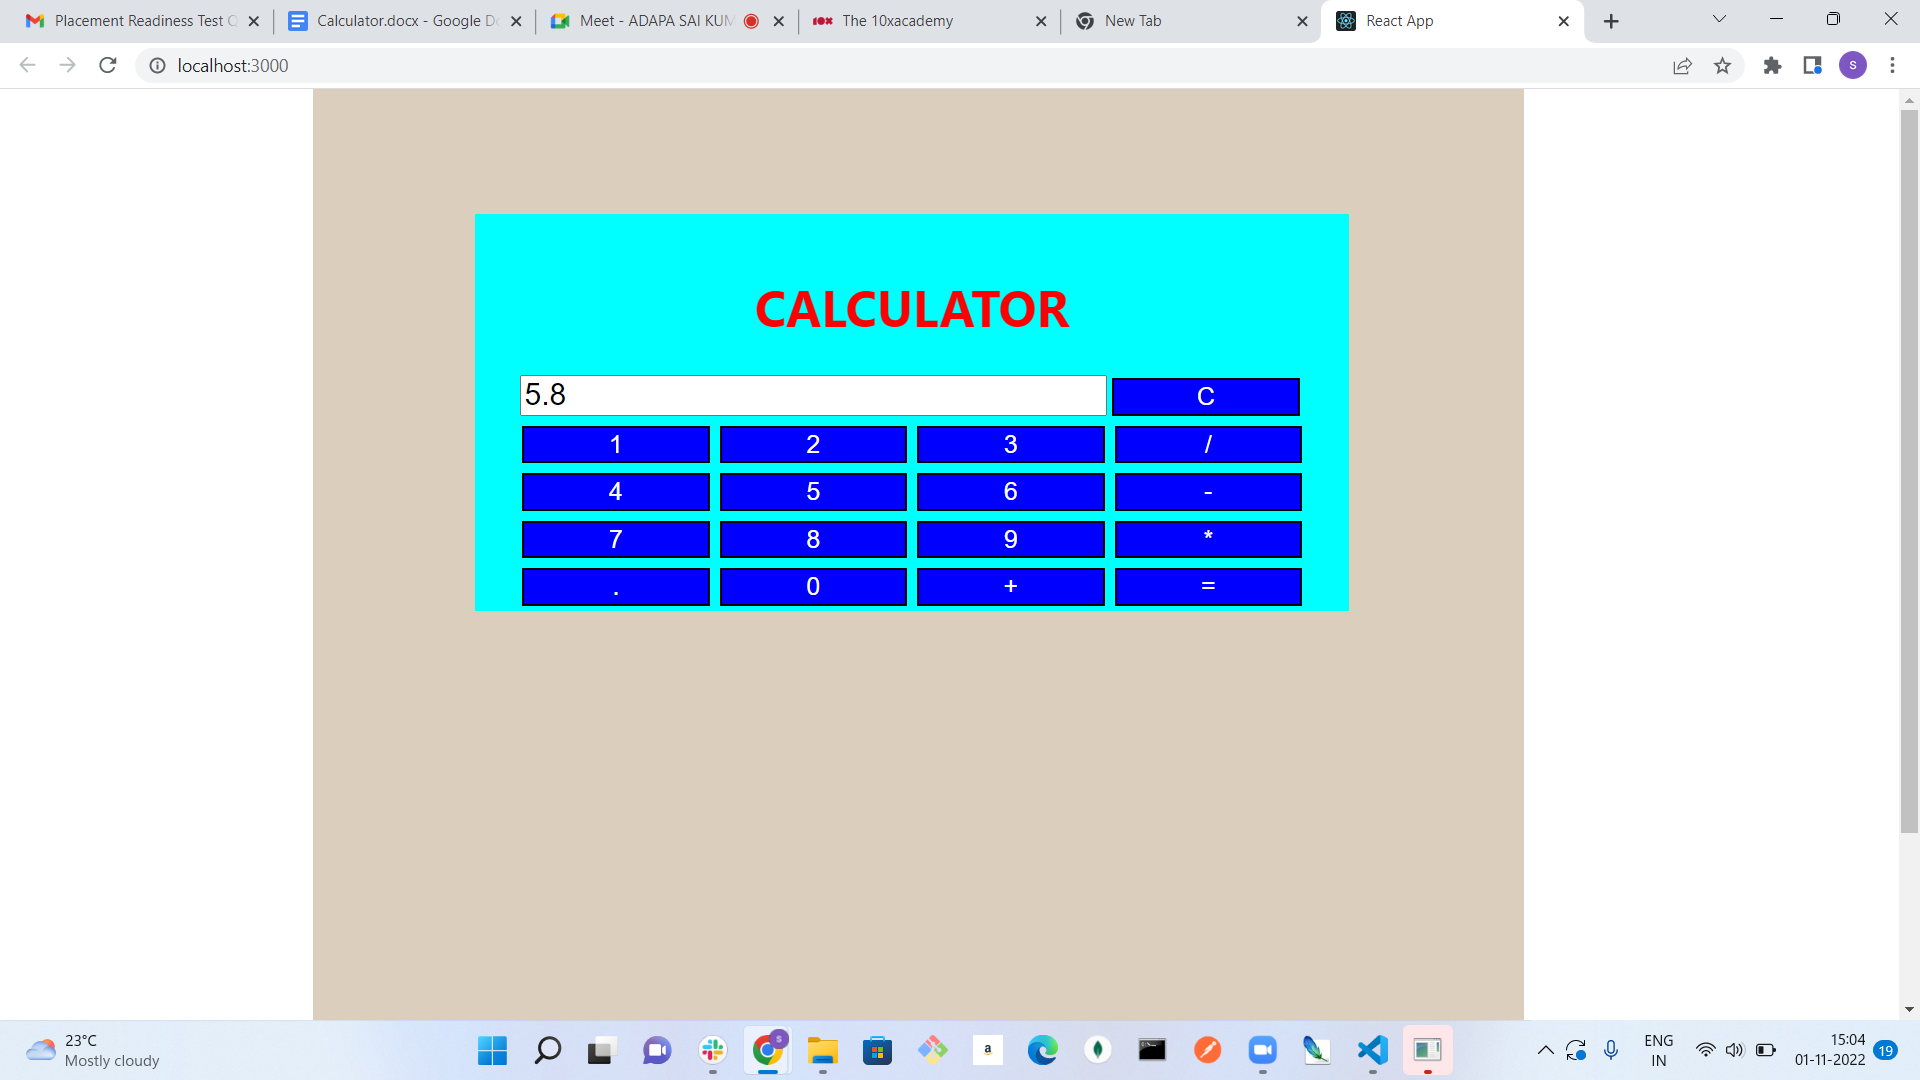 Placement Readiness Test
Calculator.docx - Google
Meet - ADAPA SAI KUM
The 10xacademy
New Tab
React App
localhost:3000
s
CALCULATOR
5.8
C
1 2 3 /
4 5 6 -
7 8 9 *
. 0 + =
23°C
Mostly cloudy
s
a
ENG
IN
15:04
01-11-2022
19